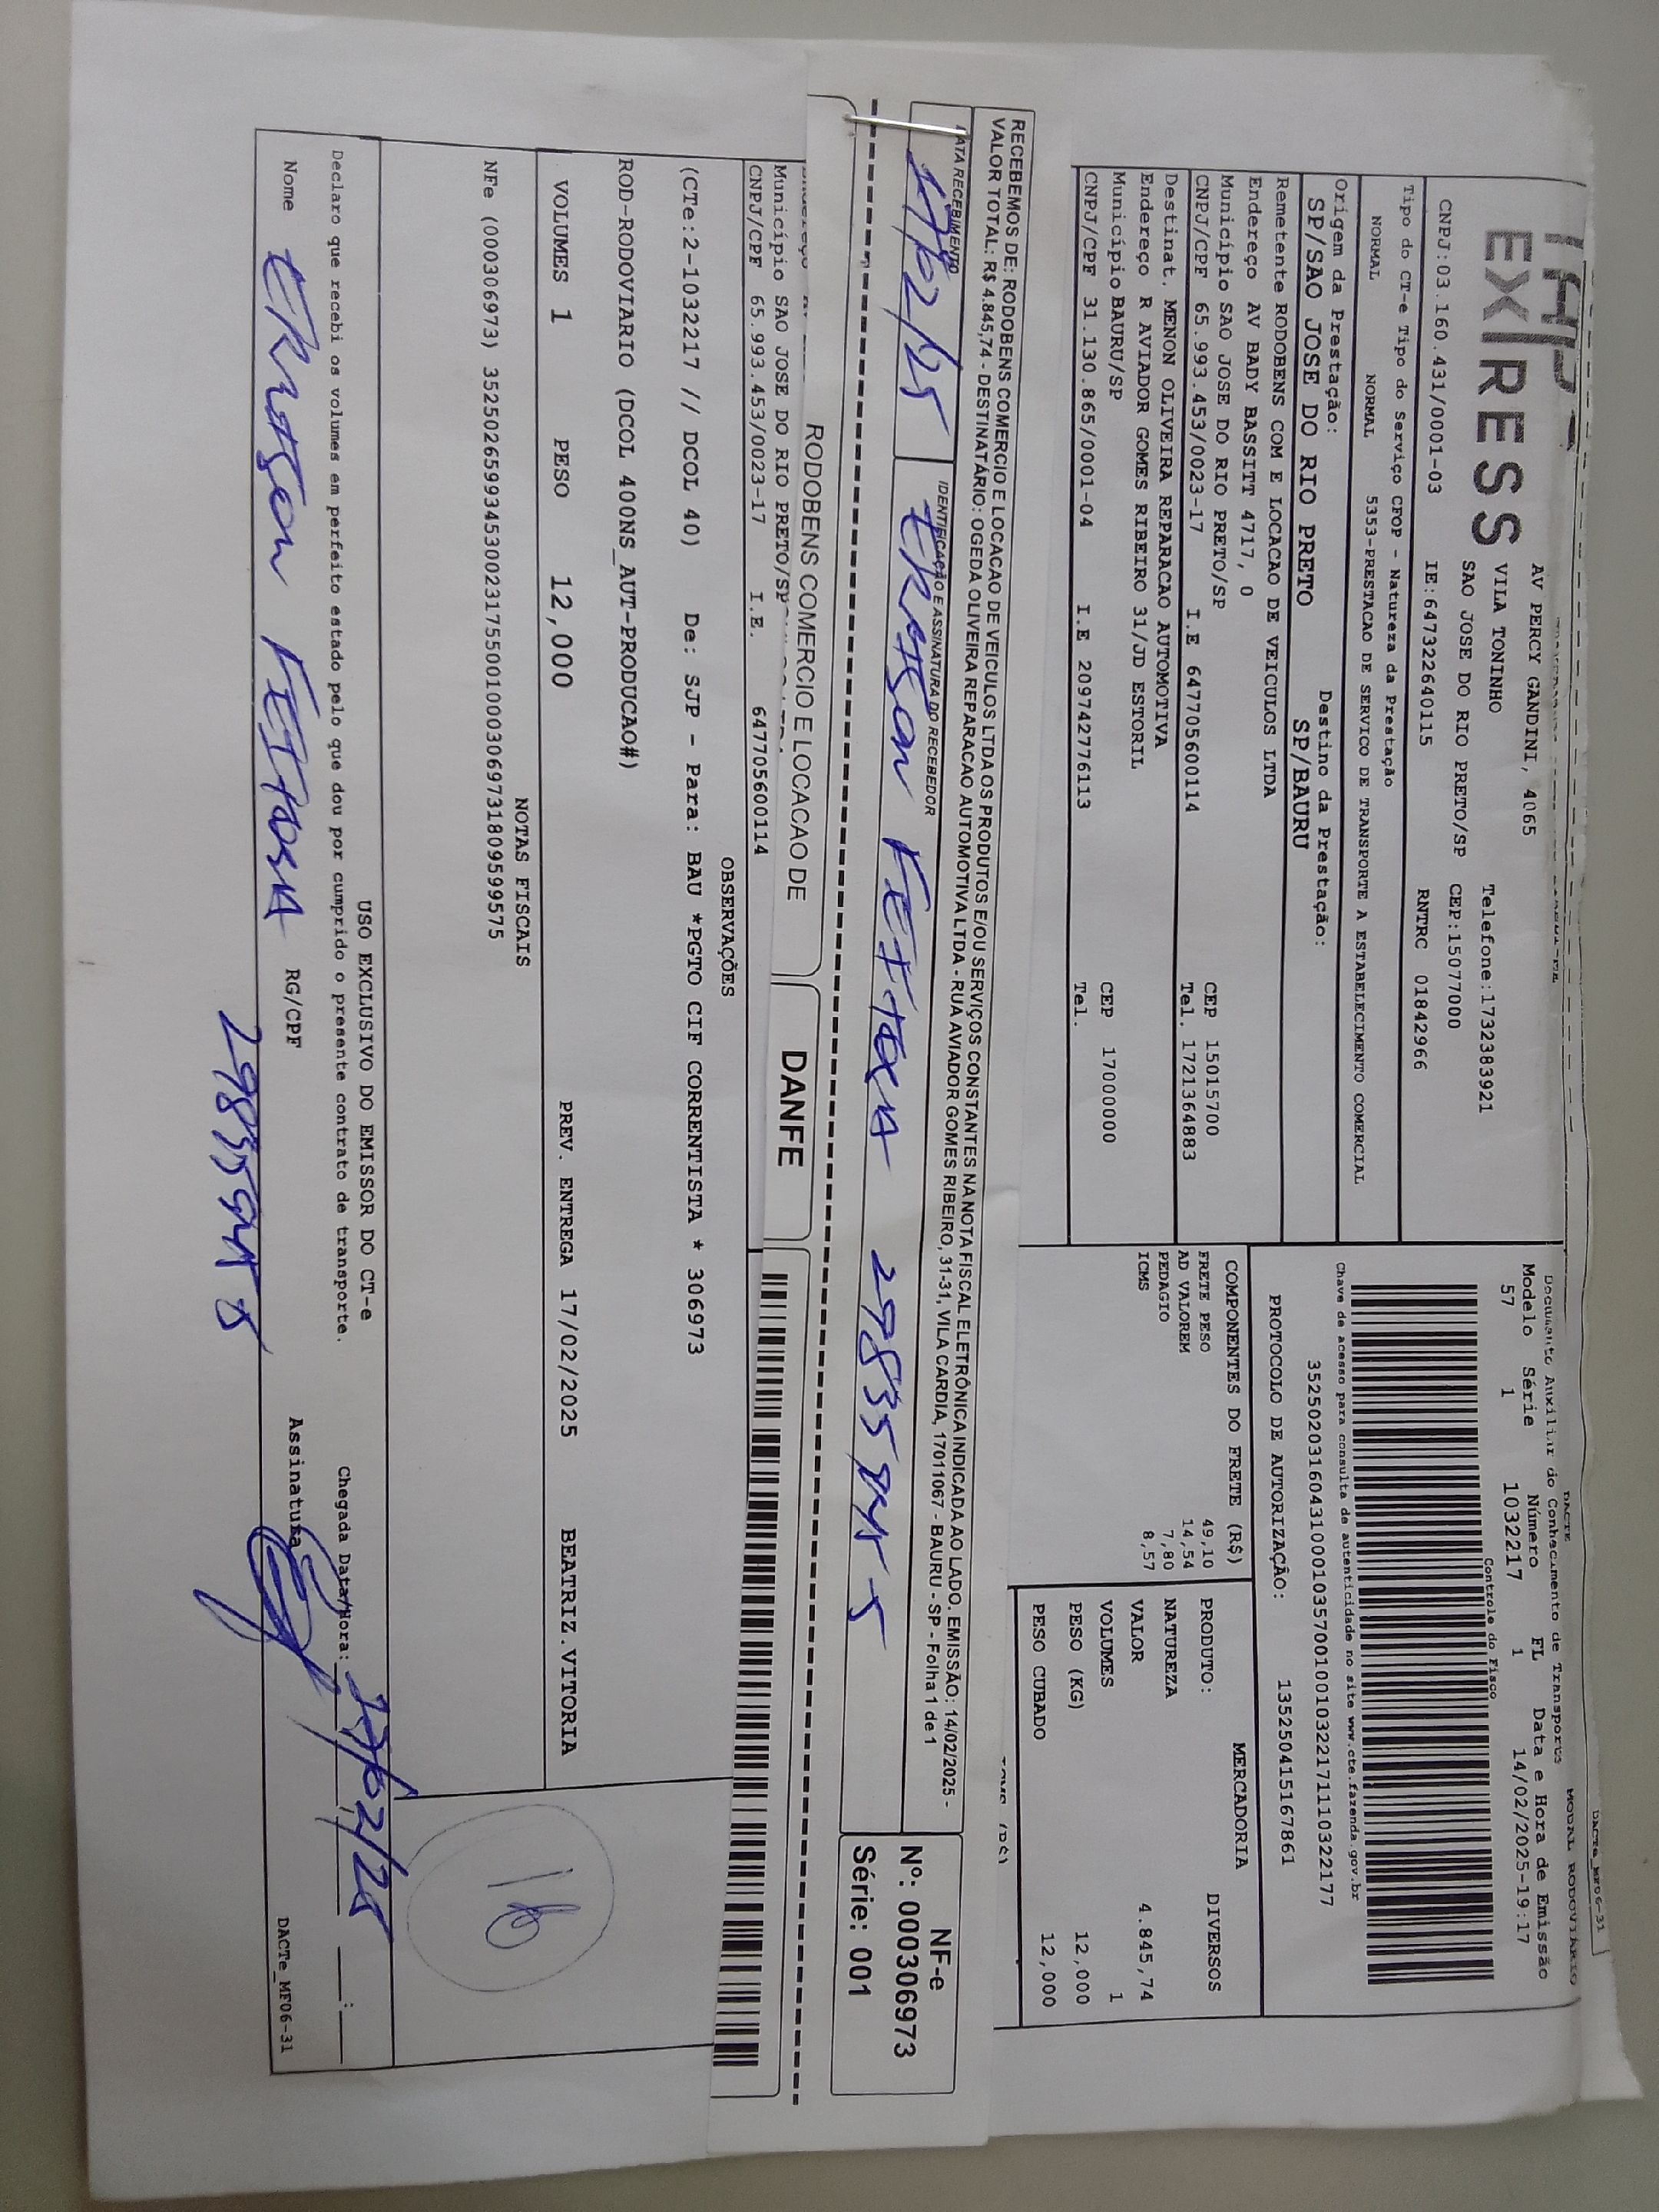 DACTe_MF06-31
EXPRESS
AV PERCY GANDINI, 4065
VILA TONINHO
SAO JOSE DO RIO PRETO/SP
Telefone:1732383921
CEP:15077000
CNPJ:03.160.431/0001-03
IE:647322640115
RNTRC 01842966
DACTE
MODAL RODOVIÁRIO
Documento Auxiliar do Conhecimento de Transporte
Modelo Série Número FL Data e Hora de Emissão
57 1 1032217 1 14/02/2025-19:17
Controle do Fisco
Tipo do CT-e Tipo do Serviço CFOP - Natureza da Prestação
NORMAL NORMAL 5353-PRESTACAO DE SERVICO DE TRANSPORTE A ESTABELECIMENTO COMERCIAL
Chave de acesso para consulta de autenticidade no site www.cte.fazenda.gov.br
35250203160431000103570010010322171110322177
PROTOCOLO DE AUTORIZAÇÃO: 135250415167861
Origem da Prestação: Destino da Prestação:
SP/SAO JOSE DO RIO PRETO SP/BAURU
Remetente RODOBENS COM E LOCACAO DE VEICULOS LTDA
Endereço AV BADY BASSITT 4717, 0
Município SAO JOSE DO RIO PRETO/SP CEP 15015700
CNPJ/CPF 65.993.453/0023-17 I.E 647705600114 Tel. 1721364883
Destinat. MENON OLIVEIRA REPARACAO AUTOMOTIVA
Endereço R AVIADOR GOMES RIBEIRO 31/JD ESTORIL
Município BAURU/SP CEP 17000000
CNPJ/CPF 31.130.865/0001-04 I.E 209742776113 Tel.
COMPONENTES DO FRETE (R$)
FRETE PESO 49,10
AD VALOREM 14,54
PEDAGIO 7,80
ICMS 8,57
MERCADORIA
PRODUTO: DIVERSOS
NATUREZA
VALOR 4.845,74
VOLUMES 1
PESO (KG) 12,000
PESO CUBADO 12,000
RECEBEMOS DE: RODOBENS COMERCIO E LOCACAO DE VEICULOS LTDA OS PRODUTOS E/OU SERVIÇOS CONSTANTES NA NOTA FISCAL ELETRÔNICA INDICADA AO LADO. EMISSÃO: 14/02/2025 -
VALOR TOTAL: R$ 4.845,74 - DESTINATÁRIO: OGEDA OLIVEIRA REPARACAO AUTOMOTIVA LTDA - RUA AVIADOR GOMES RIBEIRO, 31-31, VILA CARDIA, 17011067 - BAURU - SP - Folha 1 de 1
DATA RECEBIMENTO IDENTIFICAÇÃO E ASSINATURA DO RECEBEDOR
17/02/25
NF-e
Nº: 000306973
Série: 001
RODOBENS COMERCIO E LOCACAO DE
DANFE
Município SAO JOSE DO RIO PRETO/SP
CNPJ/CPF 65.993.453/0023-17 I.E. 647705600114
OBSERVAÇÕES
(CTe:2-1032217 // DCOL 40) De: SJP - Para: BAU *PGTO CIF CORRENTISTA * 306973
ROD-RODOVIARIO (DCOL 400NS_AUT-PRODUCAO#)
VOLUMES 1 PESO 12,000 PREV. ENTREGA 17/02/2025 BEATRIZ.VITORIA
NOTAS FISCAIS
NFe (000306973) 35250265993453002317550010003069731809599575
16
USO EXCLUSIVO DO EMISSOR DO CT-e
Declaro que recebi os volumes em perfeito estado pelo que dou por cumprido o presente contrato de transporte.
Chegada Data/Hora: 17/02/25
Nome RG/CPF Assinatura
DACTe_MF06-31